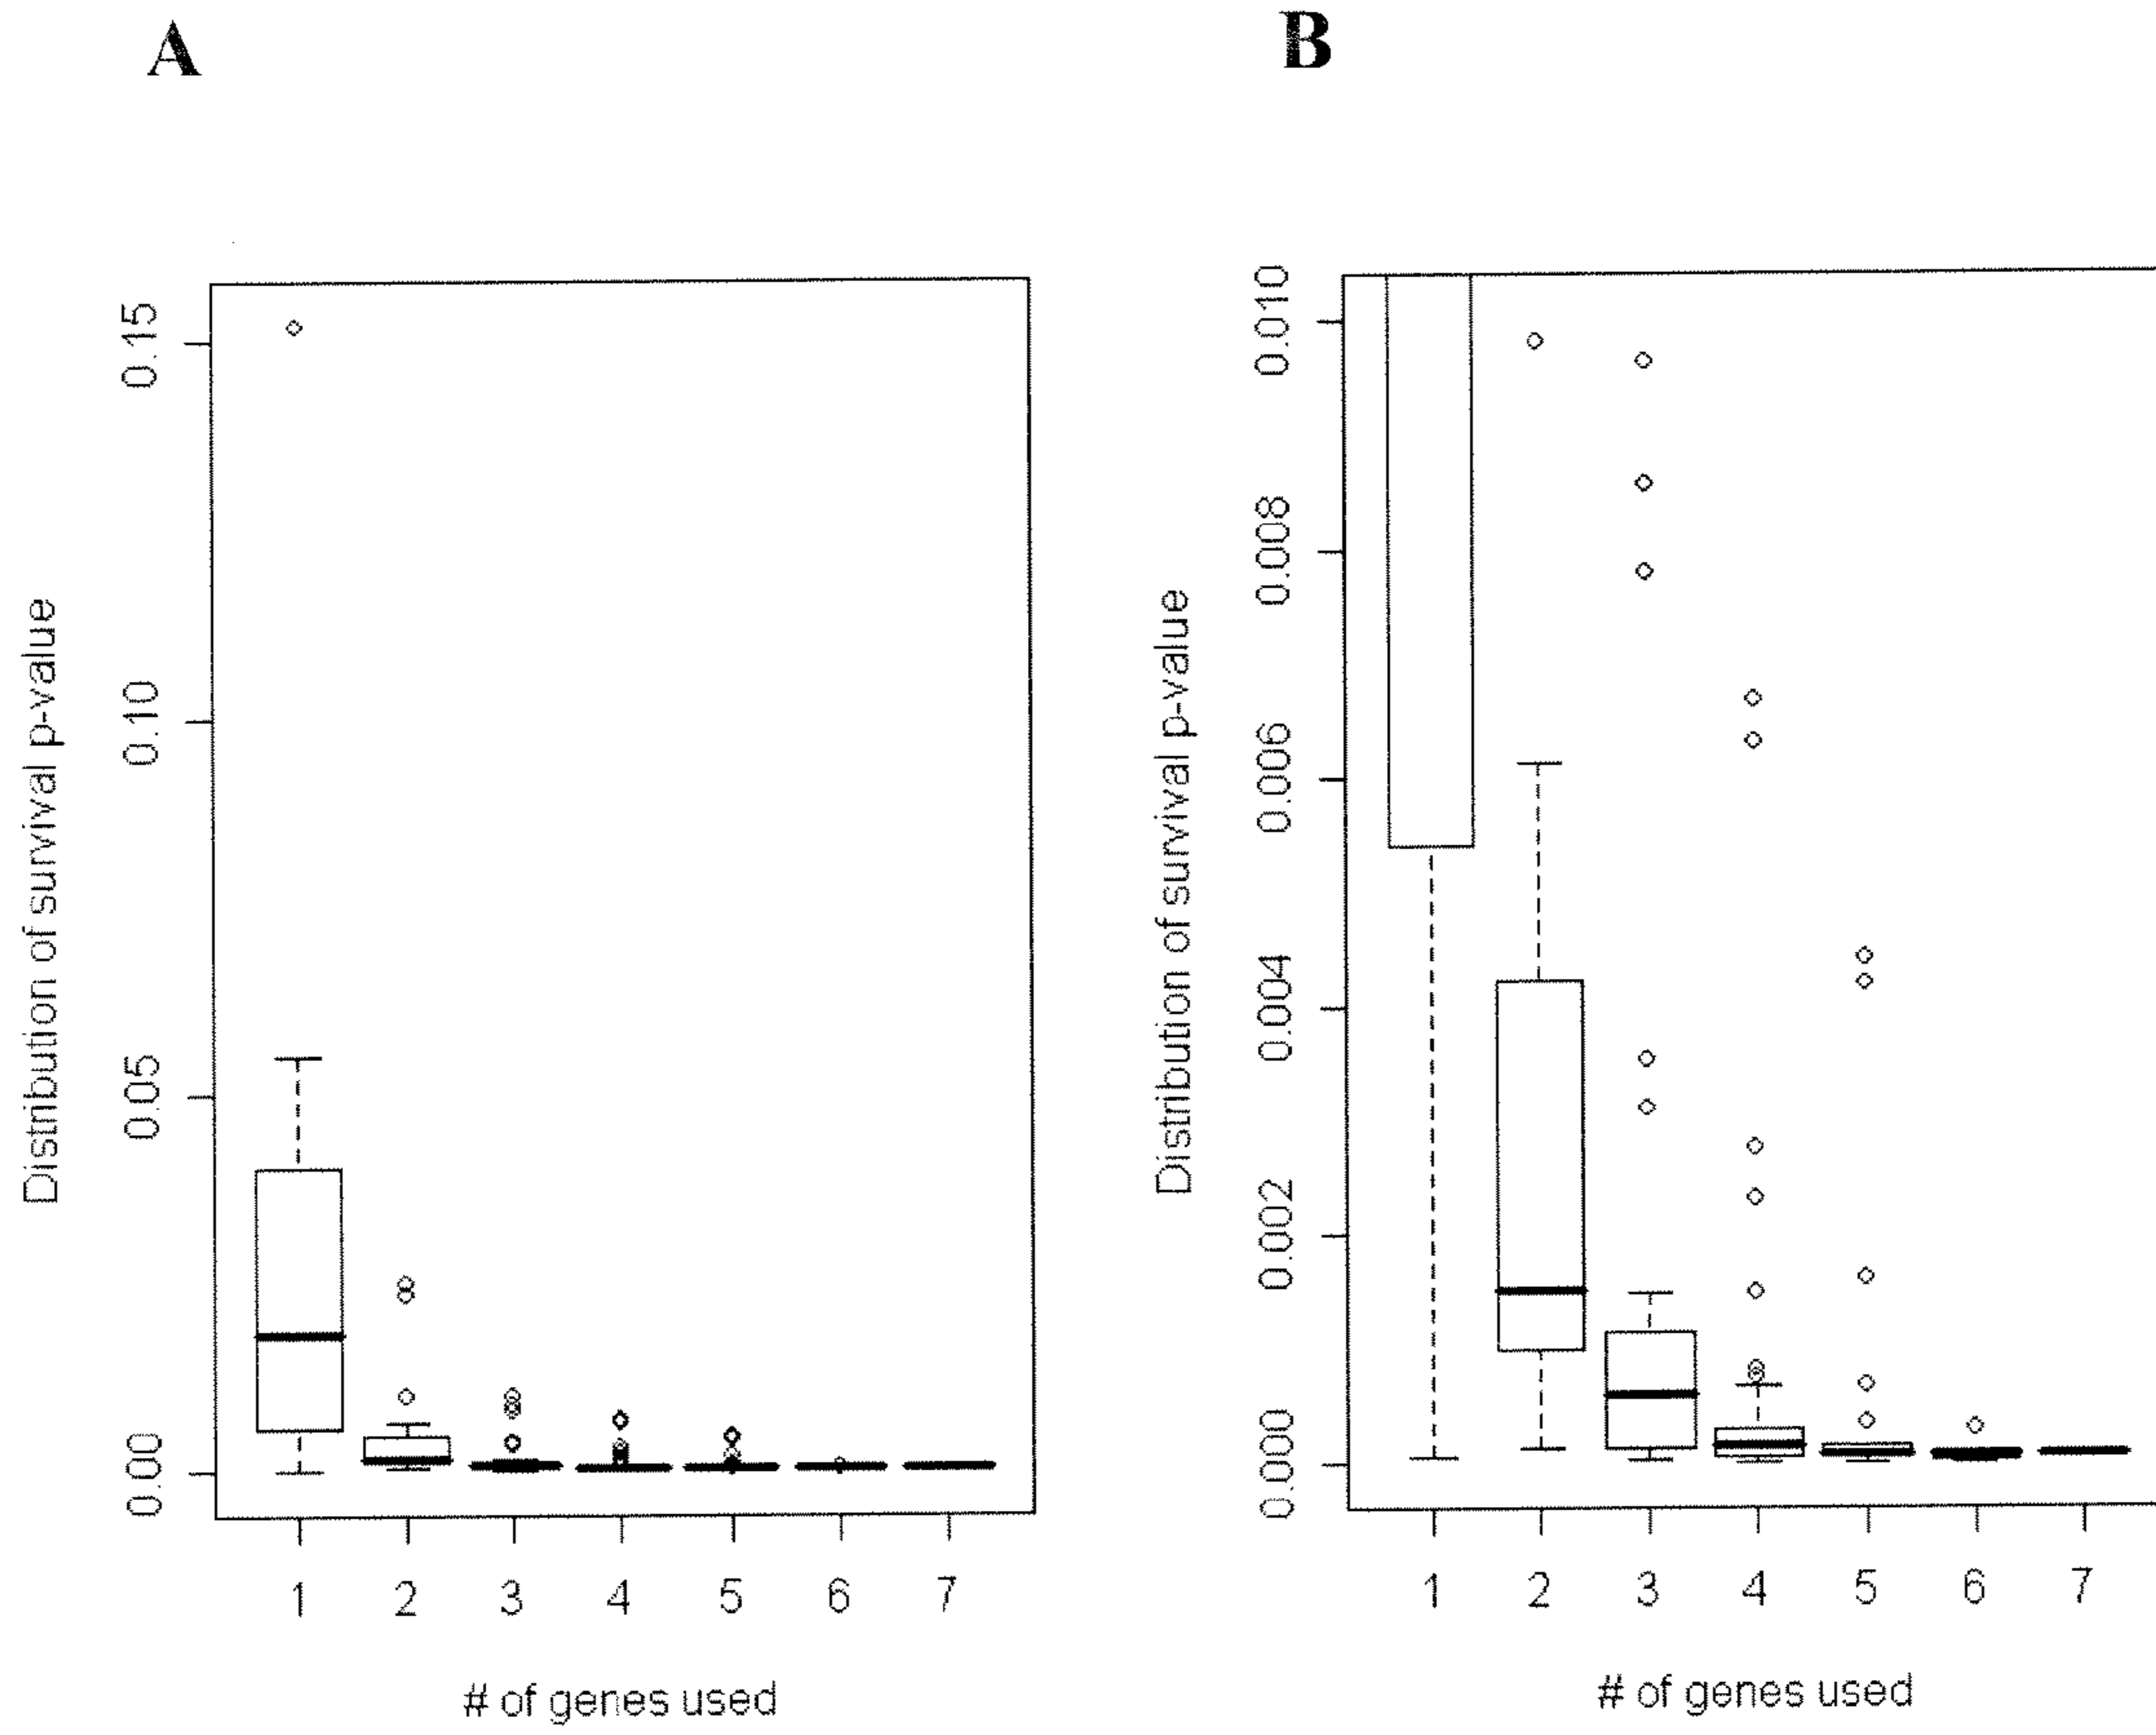 A
B
Distribution of survival p-value
0.15
0.10
0.05
0.00
1 2 3 4 5 6 7
# of genes used
Distribution of survival p-value
0.010
0.008
0.006
0.004
0.002
0.000
1 2 3 4 5 6 7
# of genes used